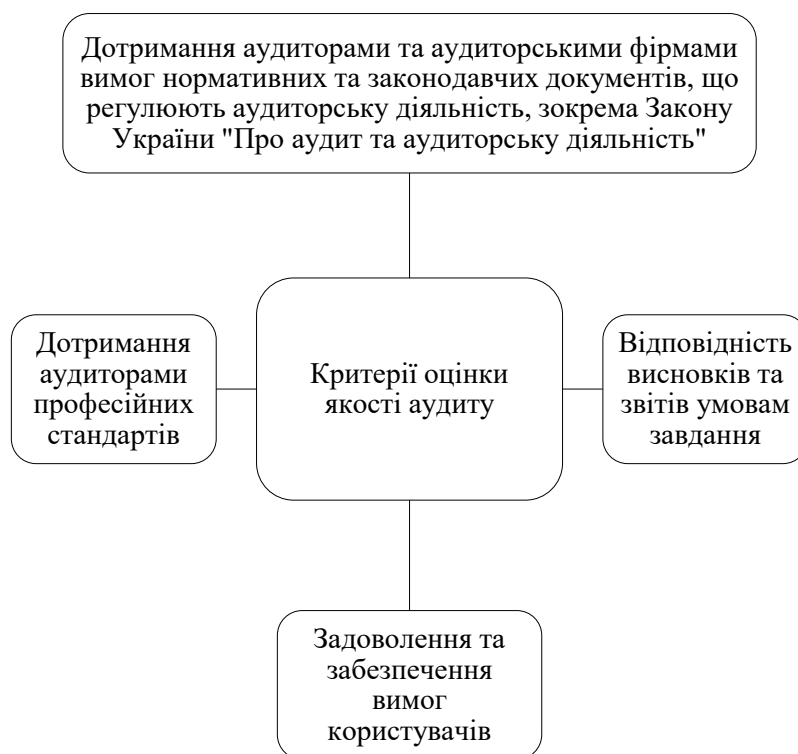 Дотримання аудиторами та аудиторськими фірмами
вимог нормативних та законодавчих документів, що
регулюють аудиторську діяльність, зокрема Закону
України "Про аудит та аудиторську діяльність"
Дотримання
аудиторами
професійних
стандартів
Критерії оцінки
якості аудиту
Відповідність
висновків та
звітів умовам
завдання
Задоволення та
забезпечення
вимог
користувачів